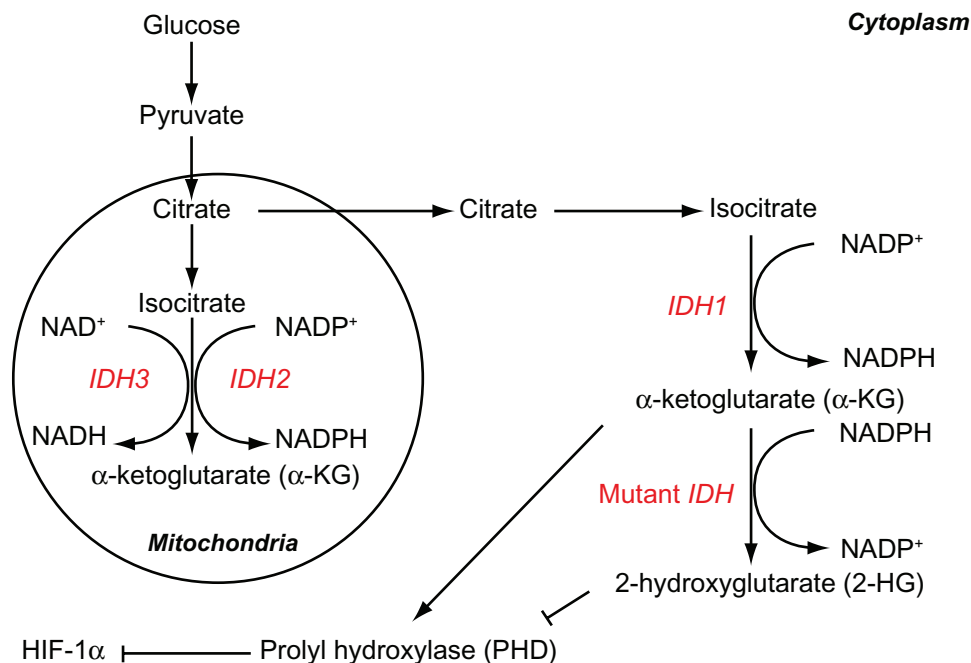 Cytoplasm
Glucose
Pyruvate
Citrate
Citrate
Isocitrate
NADP⁺
Isocitrate
NAD⁺
NADP⁺
IDH1
IDH3
IDH2
NADPH
α-ketoglutarate (α-KG)
NADH
NADPH
NADPH
α-ketoglutarate (α-KG)
Mutant IDH
Mitochondria
NADP⁺
2-hydroxyglutarate (2-HG)
HIF-1α
Prolyl hydroxylase (PHD)